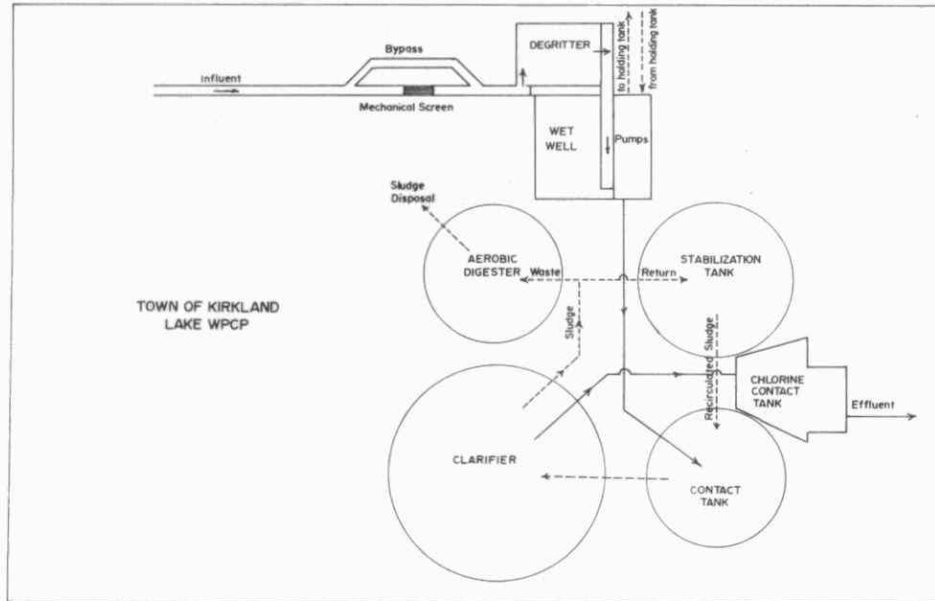 to holding tank
from holding tank
DEGRITTER
Bypass
Influent
Mechanical Screen
WET
WELL
Pumps
Sludge
Disposal
AEROBIC
DIGESTER
Waste
Return
STABILIZATION
TANK
TOWN OF KIRKLAND
LAKE WPCP
Sludge
Recirculated Sludge
CHLORINE
CONTACT
TANK
Effluent
CLARIFIER
CONTACT
TANK